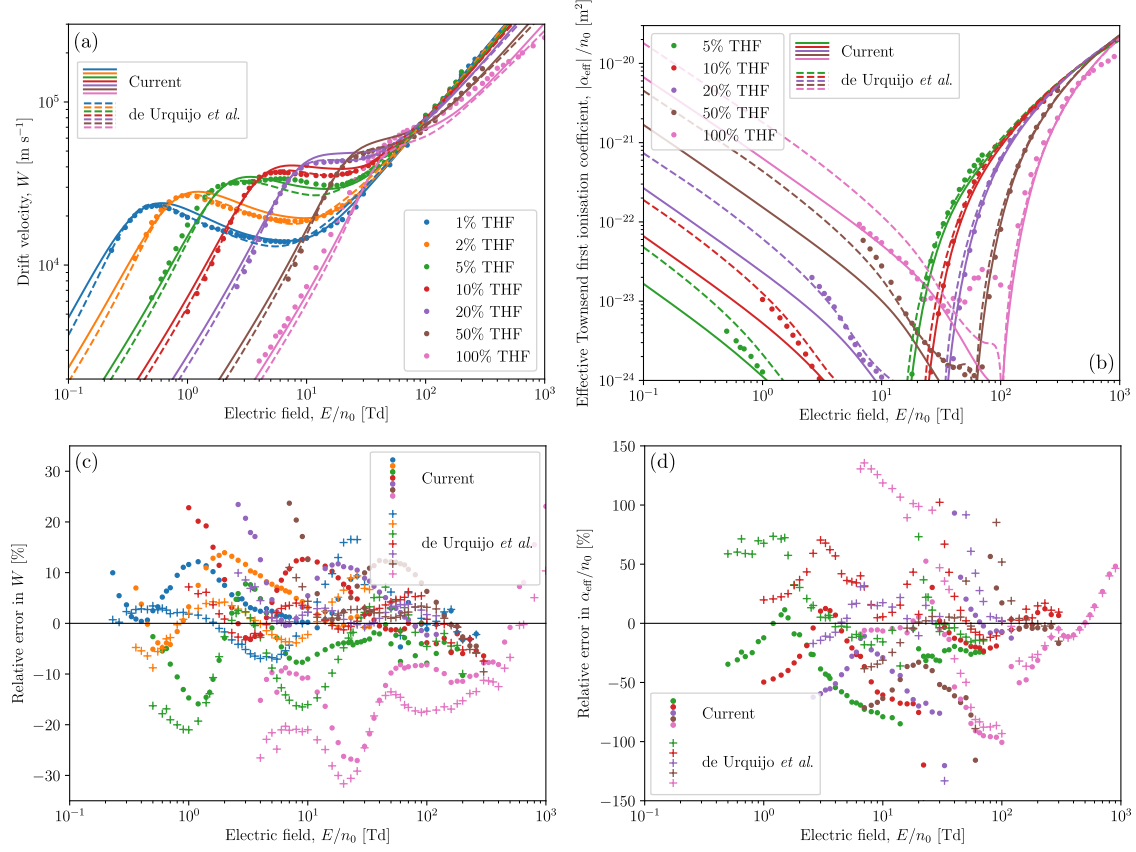 (a)
Current
de Urquijo et al.
1% THF
2% THF
5% THF
10% THF
20% THF
50% THF
100% THF
10⁴
10⁵
Drift velocity, W [m s⁻¹]
10⁻¹ 10⁰ 10¹ 10² 10³
Electric field, E/n₀ [Td]
5% THF
10% THF
20% THF
50% THF
100% THF
Current
de Urquijo et al.
(b)
10⁻²⁰
10⁻²¹
10⁻²²
10⁻²³
10⁻²⁴
Effective Townsend first ionisation coefficient, |α_eff|/n₀ [m²]
10⁻¹ 10⁰ 10¹ 10² 10³
Electric field, E/n₀ [Td]
(c)
Current
de Urquijo et al.
30
20
10
0
−10
−20
−30
Relative error in W [%]
10⁻¹ 10⁰ 10¹ 10² 10³
Electric field, E/n₀ [Td]
(d)
Current
de Urquijo et al.
150
100
50
0
−50
−100
−150
Relative error in α_eff/n₀ [%]
10⁻¹ 10⁰ 10¹ 10² 10³
Electric field, E/n₀ [Td]